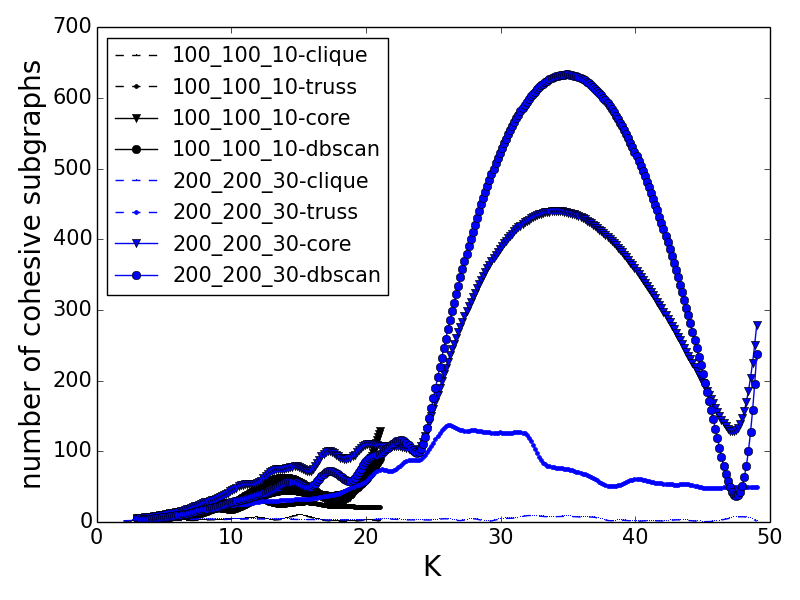 700
600
500
400
300
200
100
0
number of cohesive subgraphs
100_100_10-clique
100_100_10-truss
100_100_10-core
100_100_10-dbscan
200_200_30-clique
200_200_30-truss
200_200_30-core
200_200_30-dbscan
0 10 20 30 40 50
K